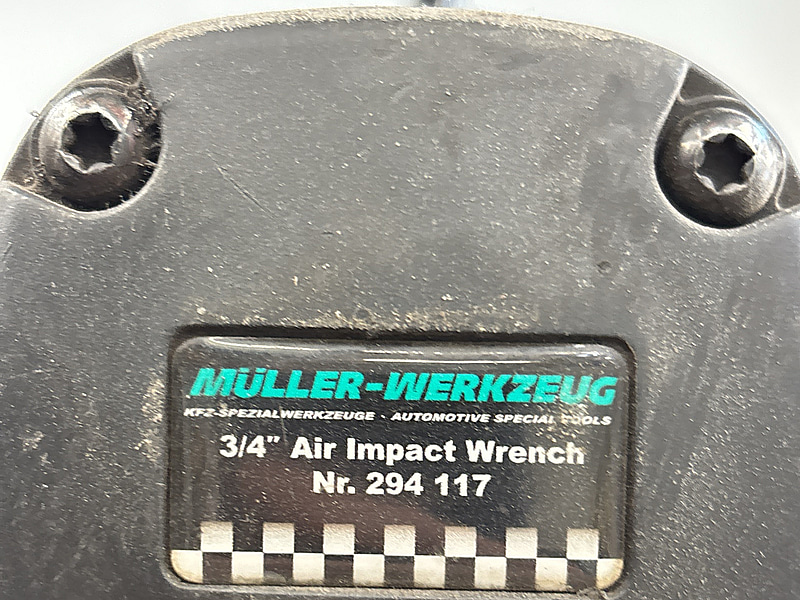 MÜLLER-WERKZEUG
KFZ-SPEZIALWERKZEUGE - AUTOMOTIVE SPECIAL TOOLS
3/4" Air Impact Wrench
Nr. 294 117